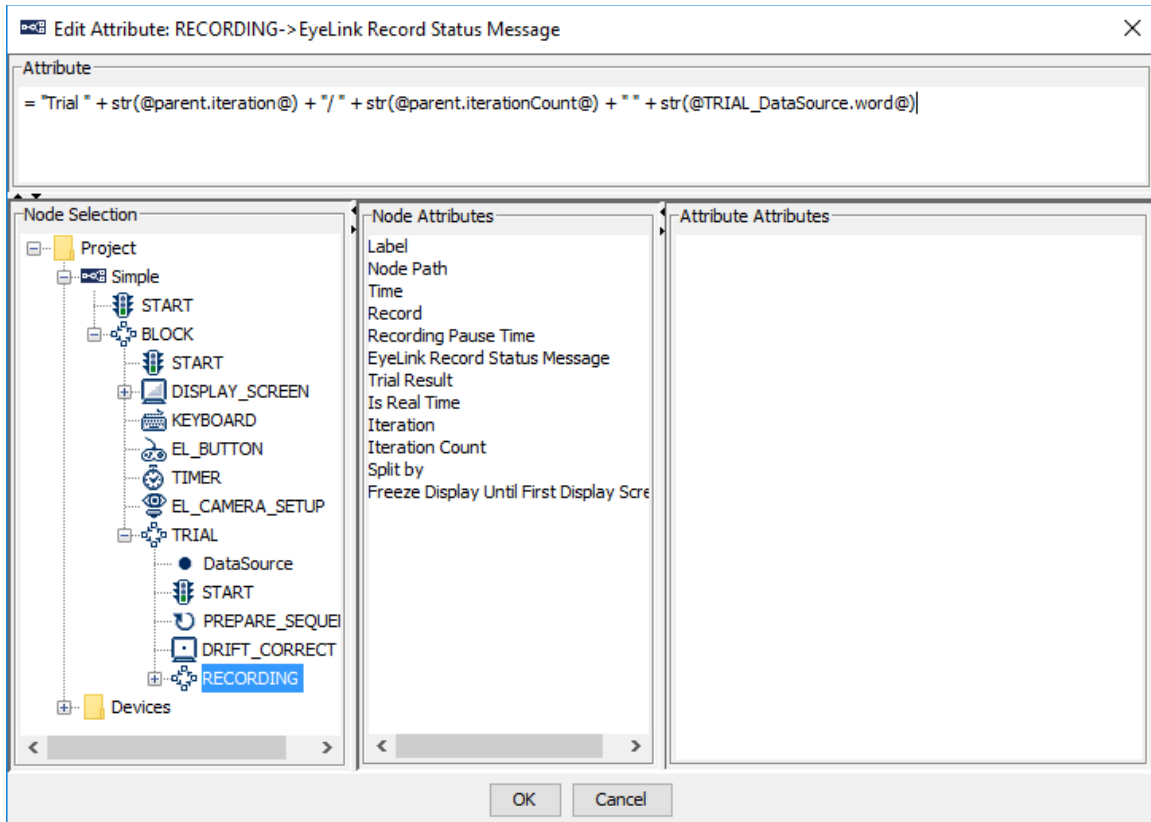 Edit Attribute: RECORDING->EyeLink Record Status Message
Attribute
= "Trial " + str(@parent.iteration@) + "/ " + str(@parent.iterationCount@) + " " + str(@TRIAL_DataSource.word@)
Node Selection
Project
Simple
START
BLOCK
START
DISPLAY_SCREEN
KEYBOARD
EL_BUTTON
TIMER
EL_CAMERA_SETUP
TRIAL
DataSource
START
PREPARE_SEQUE
DRIFT_CORRECT
RECORDING
Devices
Node Attributes
Label
Node Path
Time
Record
Recording Pause Time
EyeLink Record Status Message
Trial Result
Is Real Time
Iteration
Iteration Count
Split by
Freeze Display Until First Display Scre
Attribute Attributes
OK Cancel